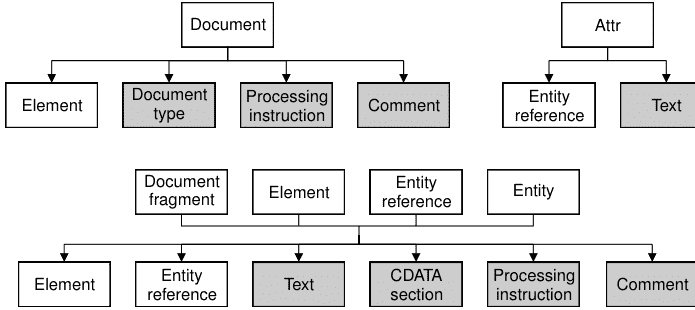 Document
Attr
Element
Document
type
Processing
instruction
Comment
Entity
reference
Text
Document
fragment
Element
Entity
reference
Entity
Element
Entity
reference
Text
CDATA
section
Processing
instruction
Comment